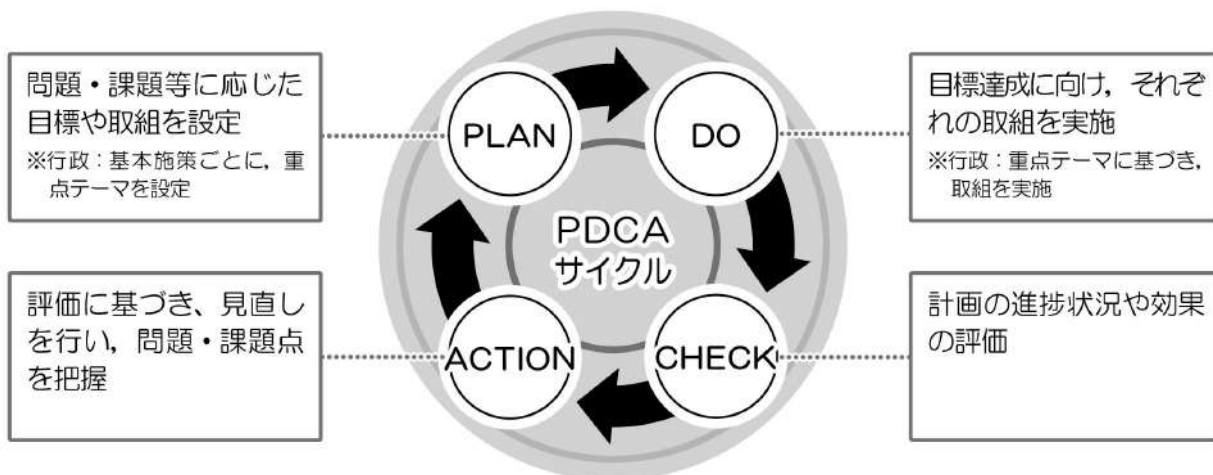 問題・課題等に応じた
目標や取組を設定
※行政：基本施策ごとに，重
点テーマを設定
PLAN
DO
目標達成に向け，それぞ
れの取組を実施
※行政：重点テーマに基づき，
取組を実施
PDCA
サイクル
評価に基づき、見直し
を行い，問題・課題点
を把握
ACTION
CHECK
計画の進捗状況や効果
の評価